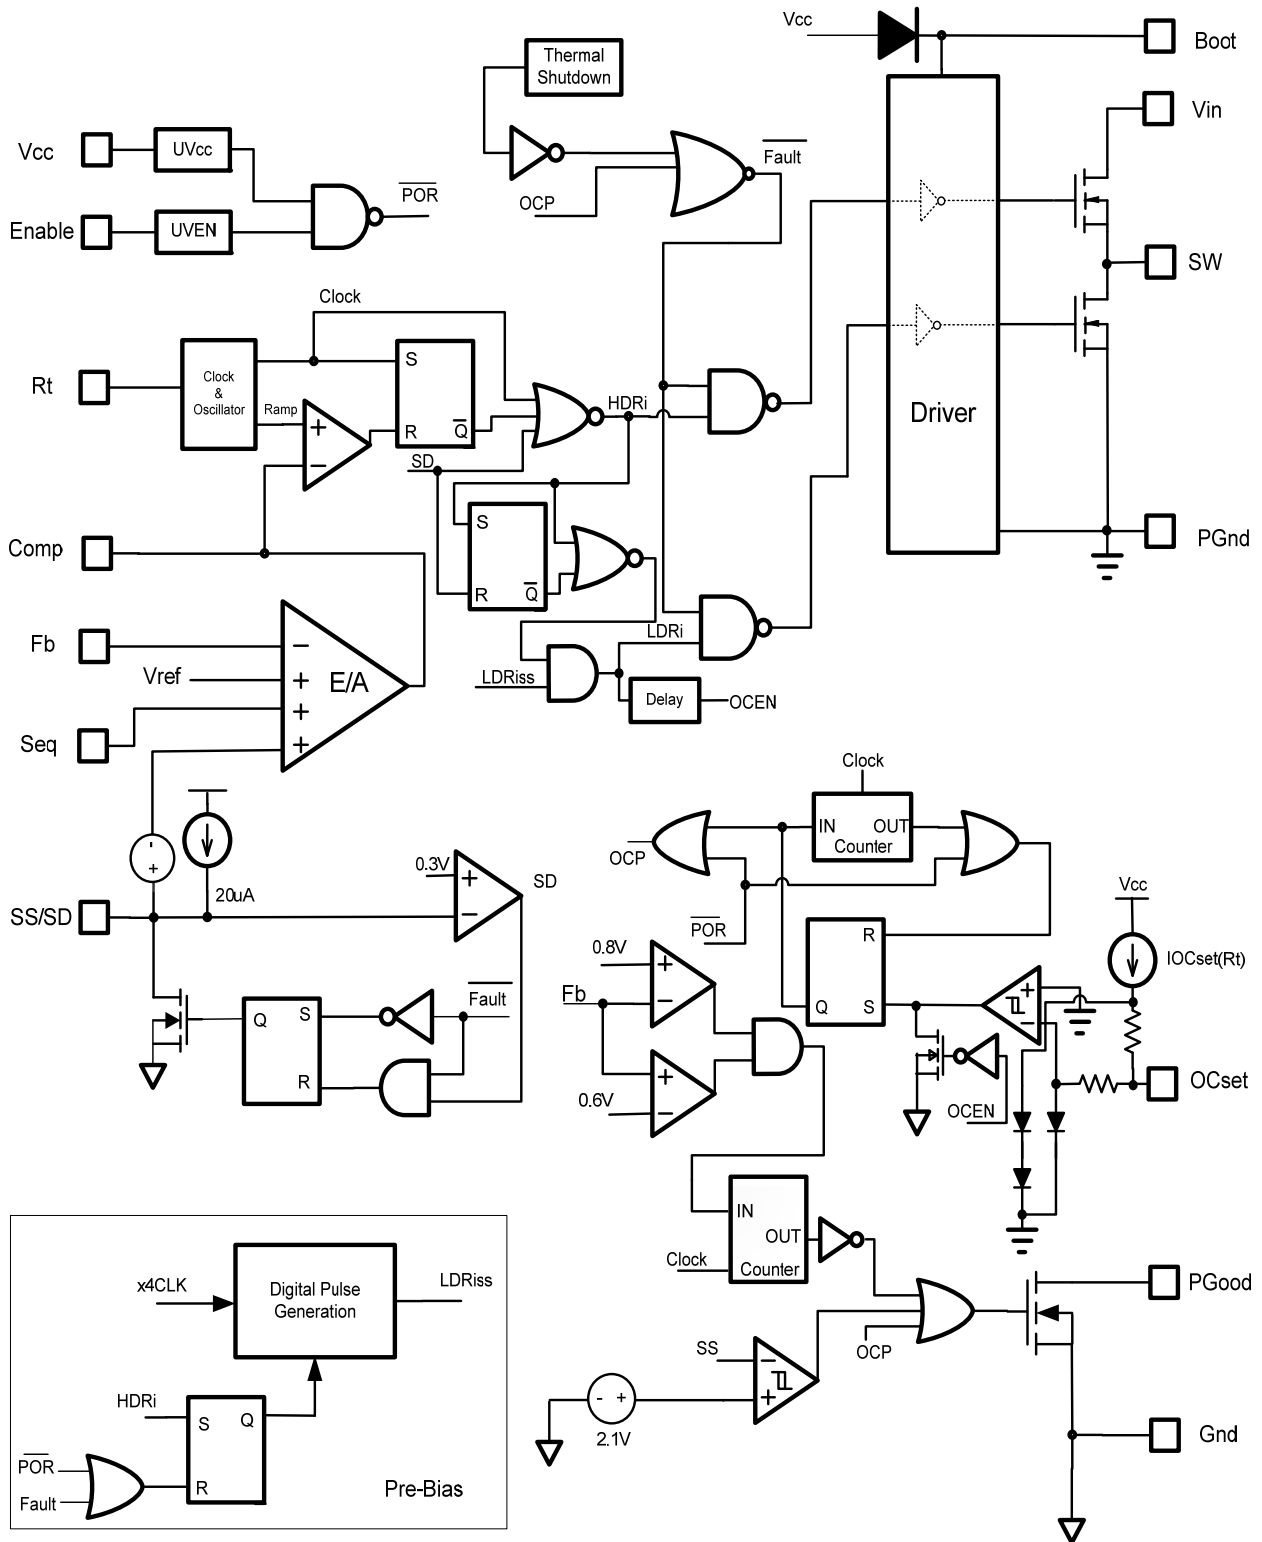 Vcc
Boot
Thermal
Shutdown
Vin
Vcc
UVcc
Fault
POR
OCP
Enable
UVEN
SW
Clock
Rt
Clock
&
Oscillator
Ramp
+
−
S
R
Q
HDRi
SD
Driver
S
R
Q
Comp
PGnd
Fb
−
Vref
+
E/A
+
Seq
+
LDRi
LDRiss
Delay
OCEN
Clock
IN
OUT
Counter
OCP
-
+
20uA
0.3V
+
−
SD
SS/SD
Vcc
POR
R
IOCset(Rt)
0.8V
+
Fb
−
Fault
Q
S
R
Q
S
+
−
+
0.6V
−
OCEN
OCset
IN
OUT
Clock
Counter
x4CLK
Digital Pulse
Generation
LDRiss
PGood
SS
−
+
OCP
- +
2.1V
HDRi
S
Q
R
POR
Fault
Pre-Bias
Gnd